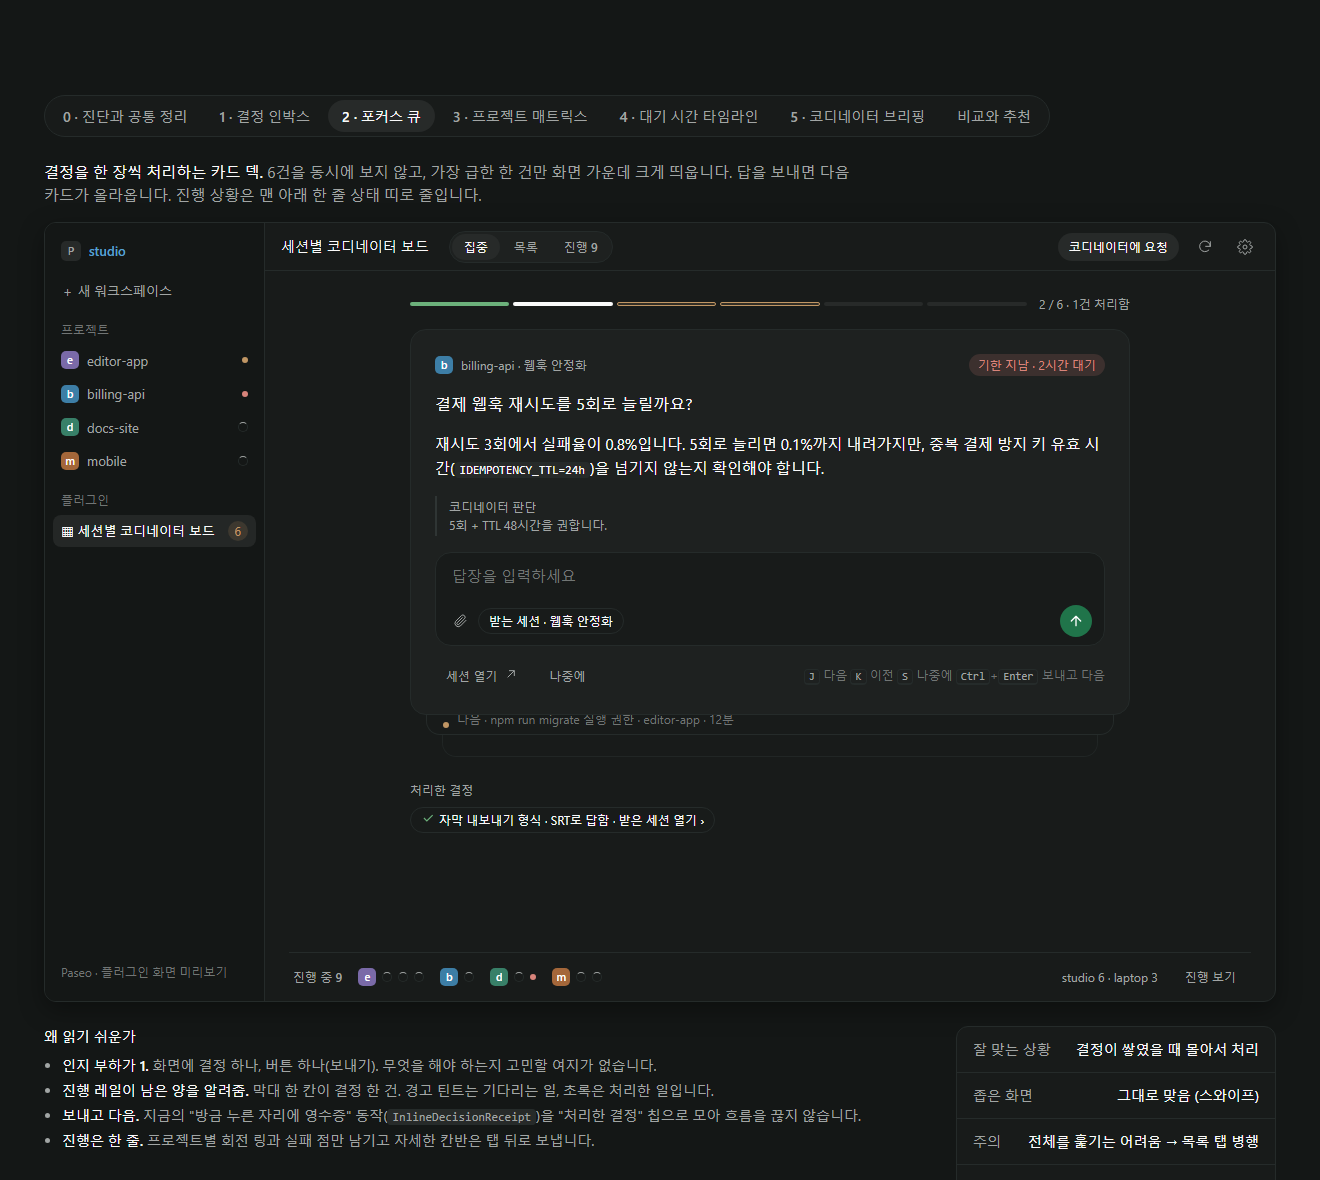 0 · 진단과 공통 정리
1 · 결정 인박스
2 · 포커스 큐
3 · 프로젝트 매트릭스
4 · 대기 시간 타임라인
5 · 코디네이터 브리핑
비교와 추천
결정을 한 장씩 처리하는 카드 덱. 6건을 동시에 보지 않고, 가장 급한 한 건만 화면 가운데 크게 띄웁니다. 답을 보내면 다음
카드가 올라옵니다. 진행 상황은 맨 아래 한 줄 상태 띠로 줄입니다.
P studio
+ 새 워크스페이스
프로젝트
e editor-app
b billing-api
d docs-site
m mobile
플러그인
세션별 코디네이터 보드 6
Paseo · 플러그인 화면 미리보기
세션별 코디네이터 보드
집중
목록
진행 9
코디네이터에 요청
2 / 6 · 1건 처리함
b billing-api · 웹훅 안정화
기한 지남 · 2시간 대기
결제 웹훅 재시도를 5회로 늘릴까요?
재시도 3회에서 실패율이 0.8%입니다. 5회로 늘리면 0.1%까지 내려가지만, 중복 결제 방지 키 유효 시
간( IDEMPOTENCY_TTL=24h )을 넘기지 않는지 확인해야 합니다.
코디네이터 판단
5회 + TTL 48시간을 권합니다.
답장을 입력하세요
받는 세션 · 웹훅 안정화
세션 열기 ↗
나중에
J 다음 K 이전 S 나중에 Ctrl + Enter 보내고 다음
다음 · npm run migrate 실행 권한 · editor-app · 12분
처리한 결정
✓ 자막 내보내기 형식 · SRT로 답함 · 받은 세션 열기 ›
진행 중 9
e
b
d
m
studio 6 · laptop 3
진행 보기
왜 읽기 쉬운가
• 인지 부하가 1. 화면에 결정 하나, 버튼 하나(보내기). 무엇을 해야 하는지 고민할 여지가 없습니다.
• 진행 레일이 남은 양을 알려줌. 막대 한 칸이 결정 한 건. 경고 틴트는 기다리는 일, 초록은 처리한 일입니다.
• 보내고 다음. 지금의 "방금 누른 자리에 영수증" 동작( InlineDecisionReceipt )을 "처리한 결정" 칩으로 모아 흐름을 끊지 않습니다.
• 진행은 한 줄. 프로젝트별 회전 링과 실패 점만 남기고 자세한 칸반은 탭 뒤로 보냅니다.
잘 맞는 상황 결정이 쌓였을 때 몰아서 처리
좁은 화면 그대로 맞음 (스와이프)
주의 전체를 훑기는 어려움 → 목록 탭 병행